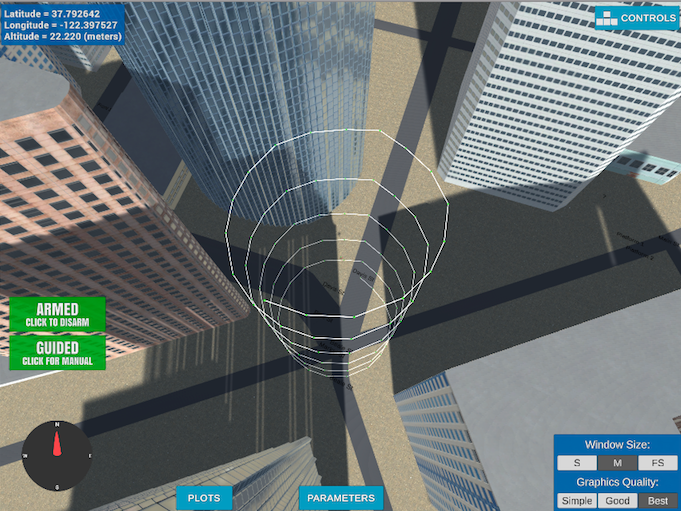 Latitude = 37.792642
Longitude = -122.397527
Altitude = 22.220 (meters)
CONTROLS
ARMED
CLICK TO DISARM
GUIDED
CLICK FOR MANUAL
N
W
E
S
PLOTS
PARAMETERS
Window Size:
S M FS
Graphics Quality:
Simple Good Best